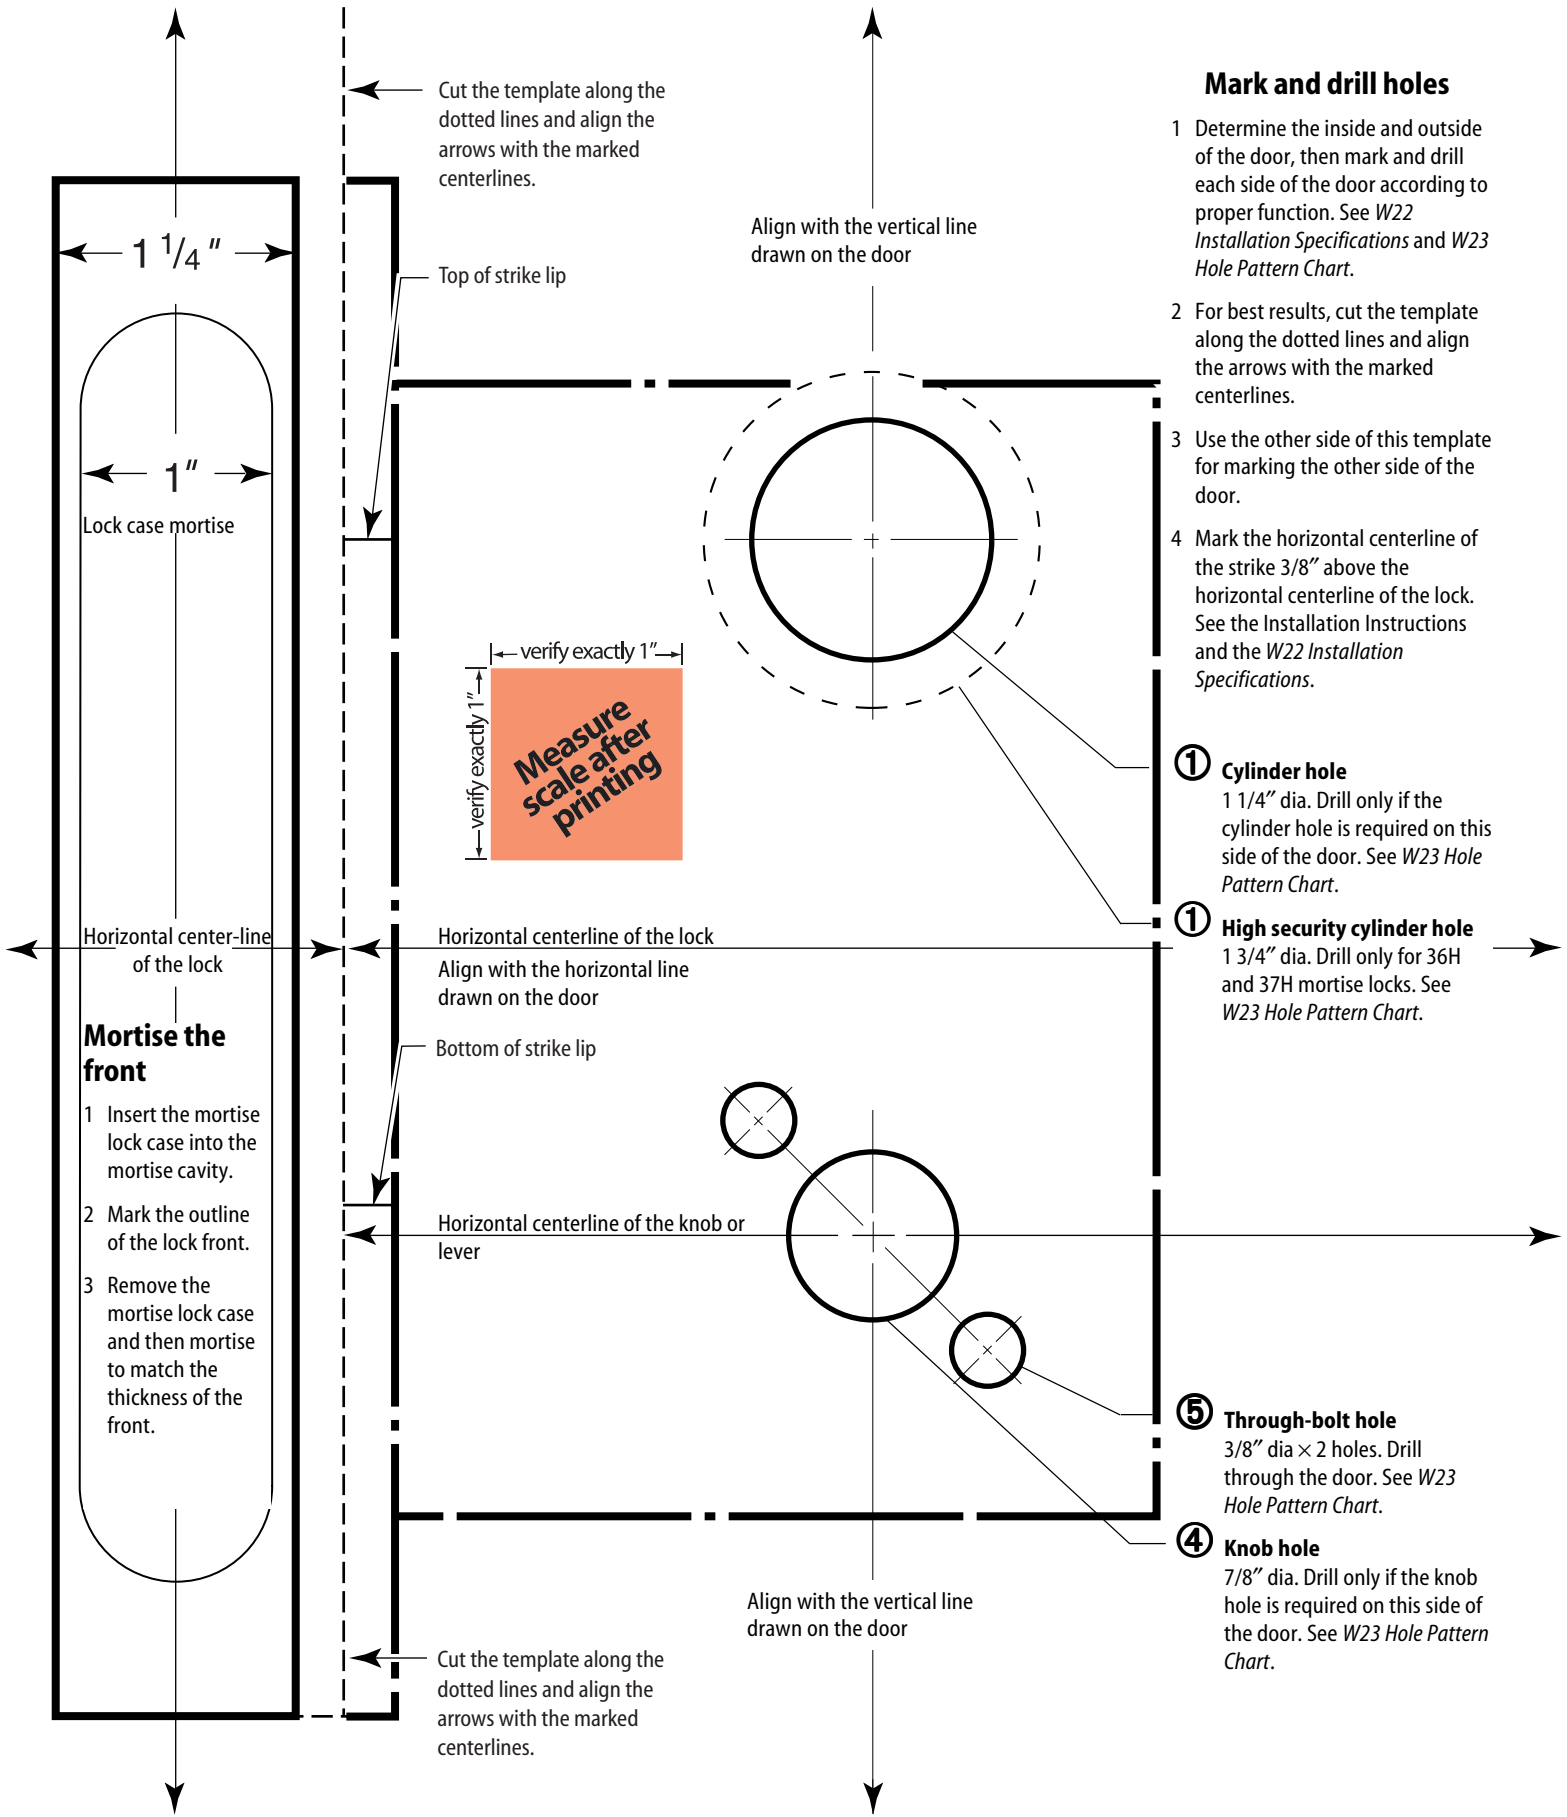 Cut the template along the
dotted lines and align the
arrows with the marked
centerlines.
1 1/4 ″
Top of strike lip
1″
Lock case mortise
Horizontal center-line
of the lock
Mortise the
front
1 Insert the mortise
lock case into the
mortise cavity.
2 Mark the outline
of the lock front.
3 Remove the
mortise lock case
and then mortise
to match the
thickness of the
front.
Align with the vertical line
drawn on the door
verify exactly 1″
verify exactly 1″
Measure
scale after
printing
Horizontal centerline of the lock
Align with the horizontal line
drawn on the door
Bottom of strike lip
Horizontal centerline of the knob or
lever
Align with the vertical line
drawn on the door
Cut the template along the
dotted lines and align the
arrows with the marked
centerlines.
Mark and drill holes
1 Determine the inside and outside
of the door, then mark and drill
each side of the door according to
proper function. See W22
Installation Specifications and W23
Hole Pattern Chart.
2 For best results, cut the template
along the dotted lines and align
the arrows with the marked
centerlines.
3 Use the other side of this template
for marking the other side of the
door.
4 Mark the horizontal centerline of
the strike 3/8″ above the
horizontal centerline of the lock.
See the Installation Instructions
and the W22 Installation
Specifications.
① Cylinder hole
1 1/4″ dia. Drill only if the
cylinder hole is required on this
side of the door. See W23 Hole
Pattern Chart.
① High security cylinder hole
1 3/4″ dia. Drill only for 36H
and 37H mortise locks. See
W23 Hole Pattern Chart.
⑤ Through-bolt hole
3/8″ dia × 2 holes. Drill
through the door. See W23
Hole Pattern Chart.
④ Knob hole
7/8″ dia. Drill only if the knob
hole is required on this side of
the door. See W23 Hole Pattern
Chart.